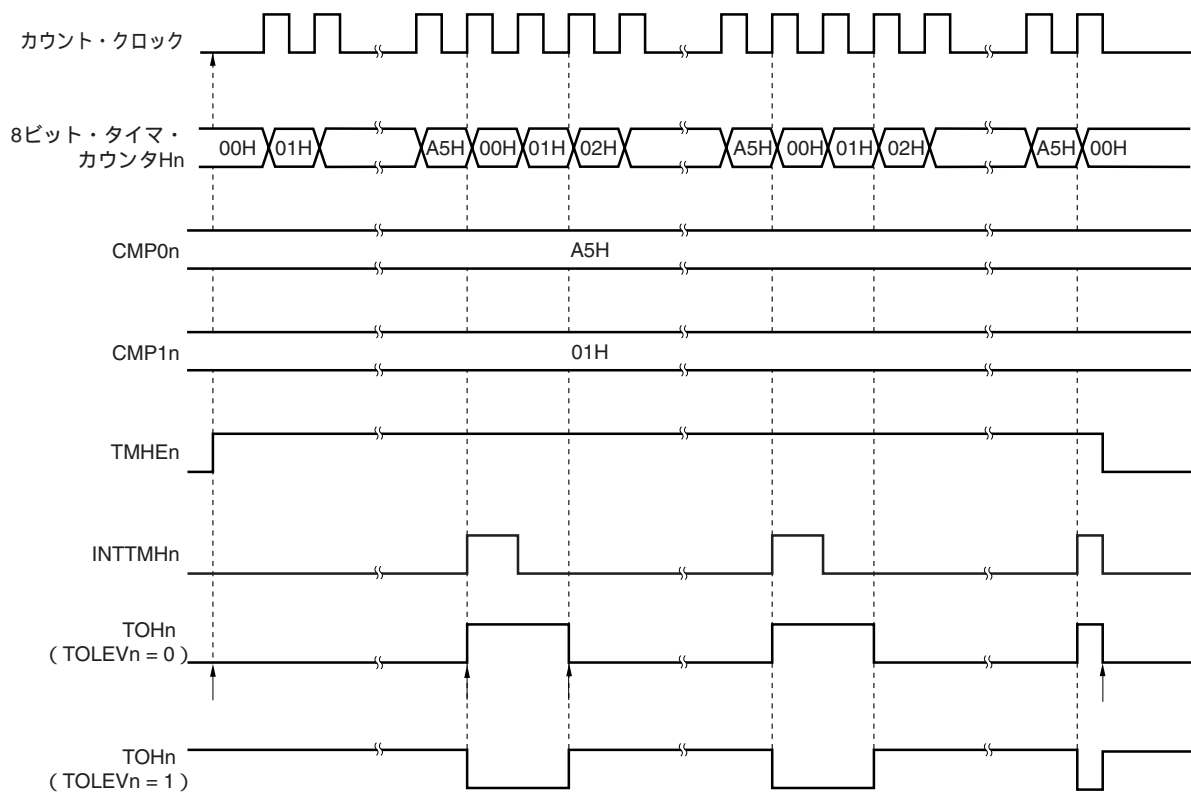 カウント・クロック
8ビット・タイマ・
カウンタHn
00H 01H A5H 00H 01H 02H A5H 00H 01H 02H A5H 00H
CMP0n
A5H
CMP1n
01H
TMHEn
INTTMHn
TOHn
（TOLEVn = 0）
TOHn
（TOLEVn = 1）